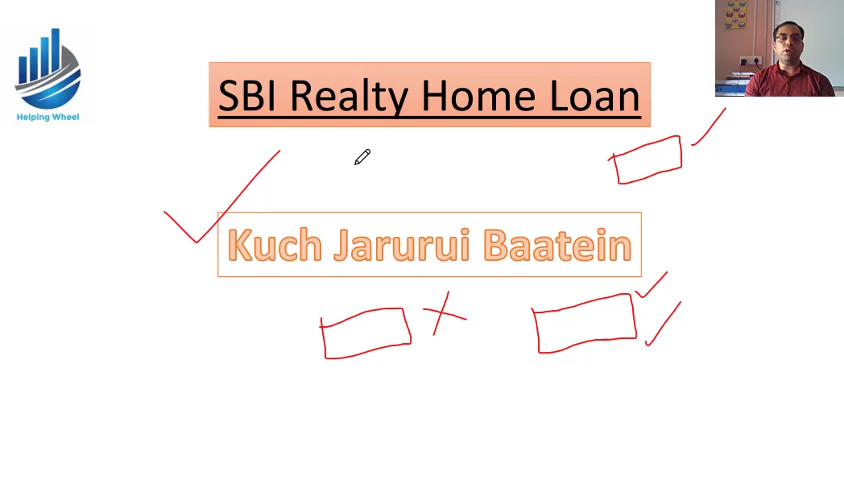 Helping Wheel
SBI Realty Home Loan
Kuch Jarurui Baatein